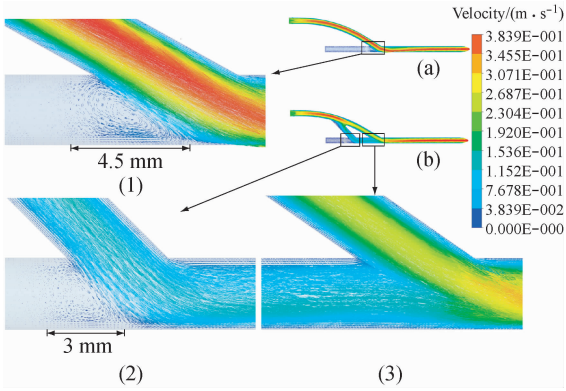 Velocity/(m · s⁻¹)
3.839E-001
3.455E-001
3.071E-001
2.687E-001
2.304E-001
1.920E-001
1.536E-001
1.152E-001
7.678E-001
3.839E-002
0.000E-000
(a)
(b)
4.5 mm
(1)
3 mm
(2)
(3)